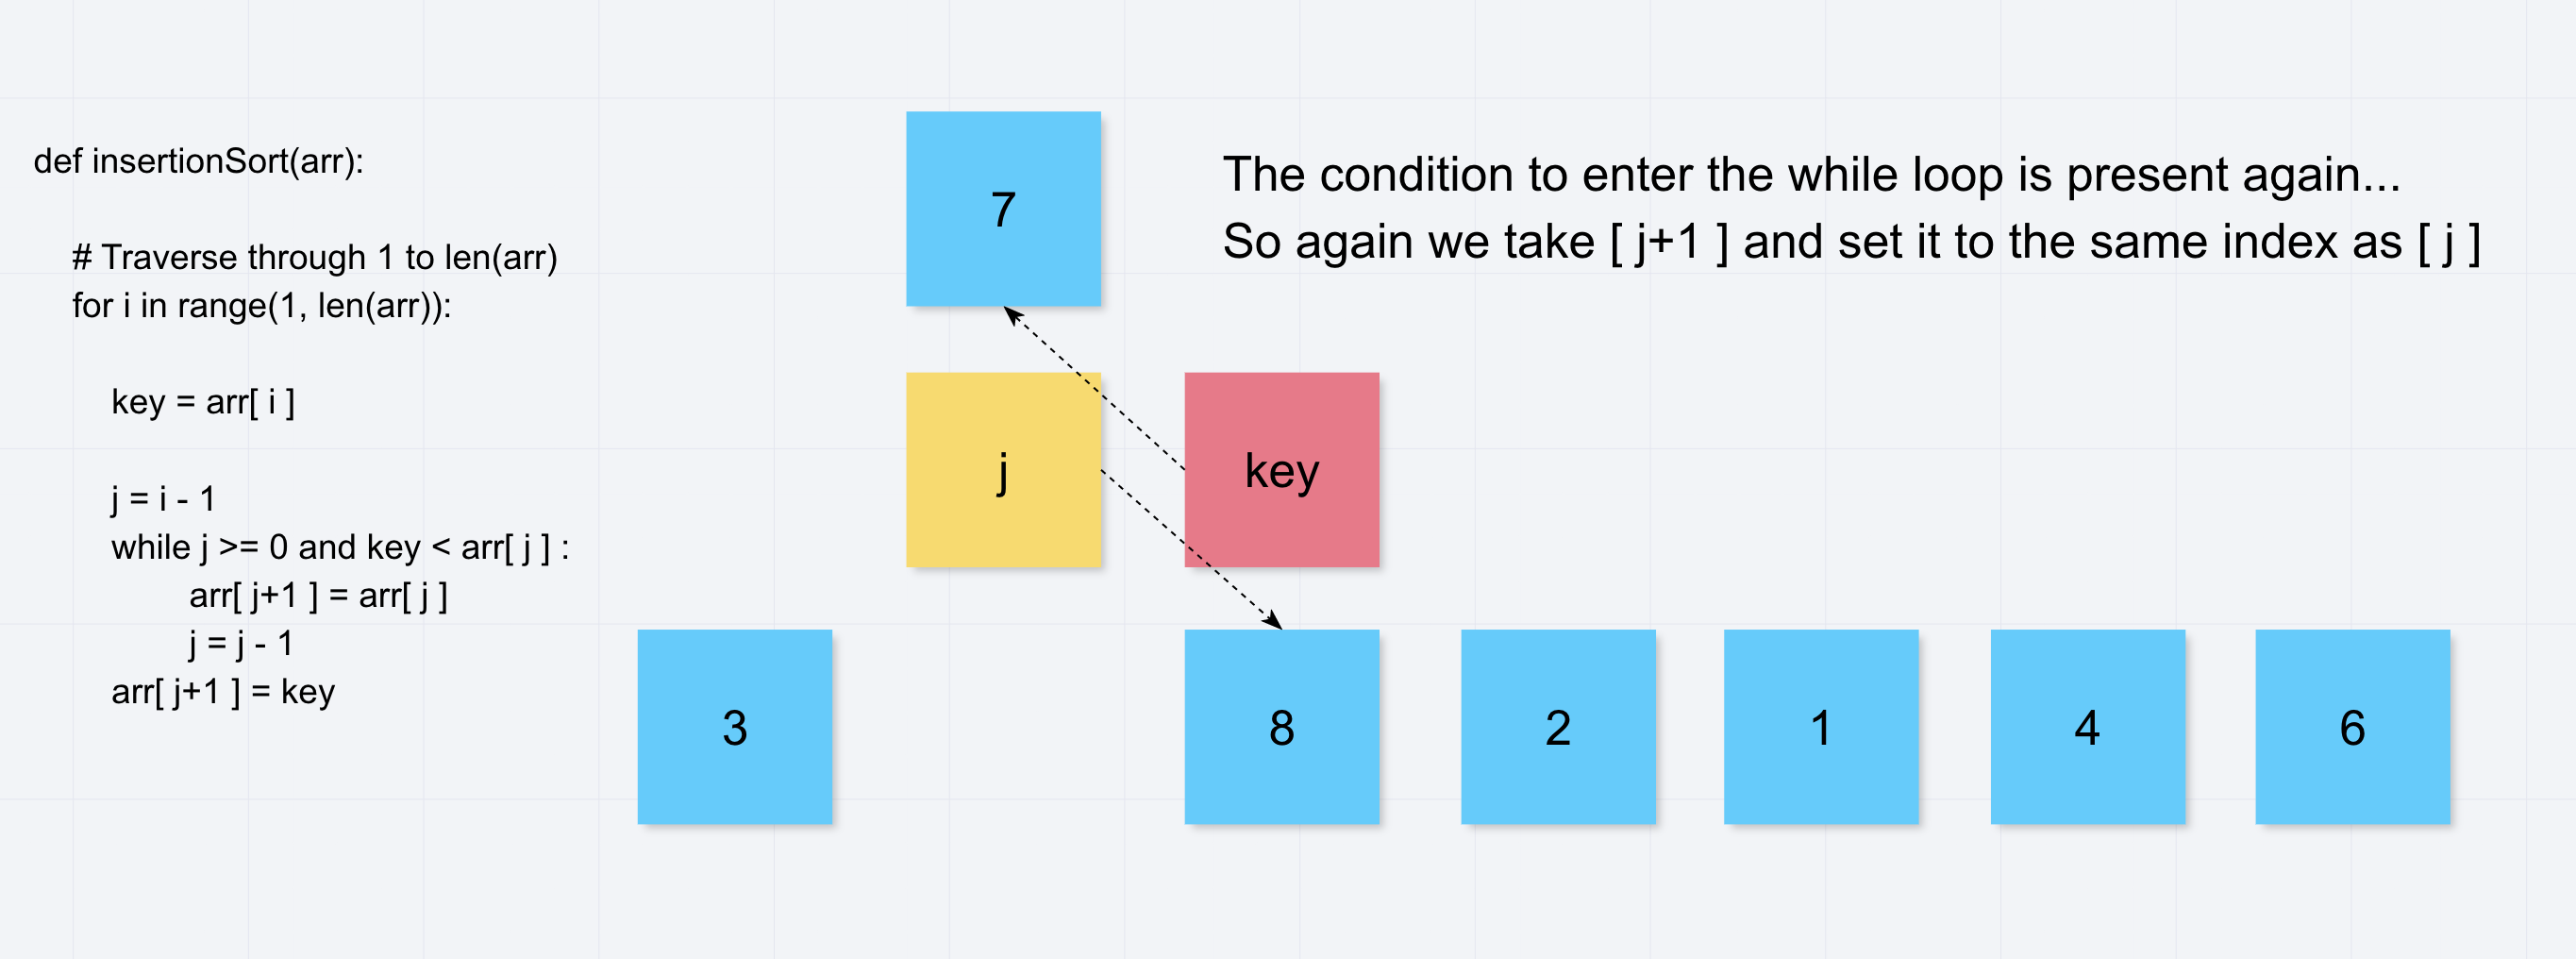 def insertionSort(arr):
# Traverse through 1 to len(arr)
for i in range(1, len(arr)):
key = arr[ i ]
j = i - 1
while j >= 0 and key < arr[ j ] :
arr[ j+1 ] = arr[ j ]
j = j - 1
arr[ j+1 ] = key
7
The condition to enter the while loop is present again...
So again we take [ j+1 ] and set it to the same index as [ j ]
j
key
3
8
2
1
4
6